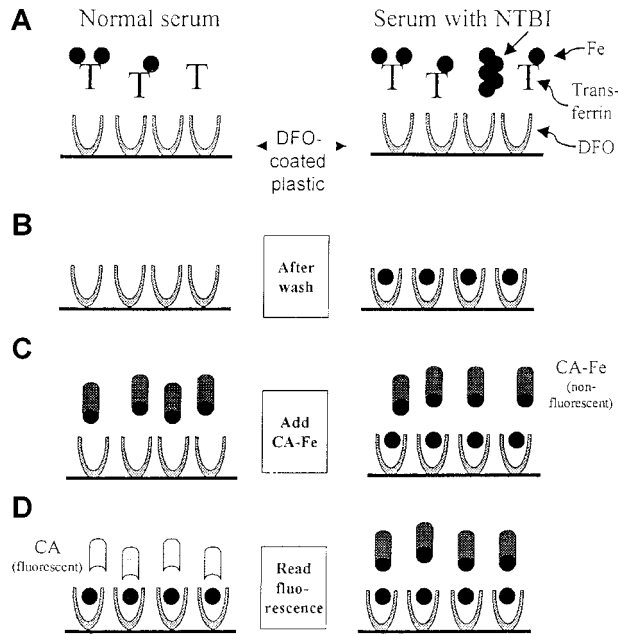 A
Normal serum
Serum with NTBI
Fe
T
T
T
T
T
T
Trans-
ferrin
DFO-
coated
plastic
DFO
B
After
wash
C
CA-Fe
(non-
fluorescent)
Add
CA-Fe
D
CA
(fluorescent)
Read
fluo-
rescence